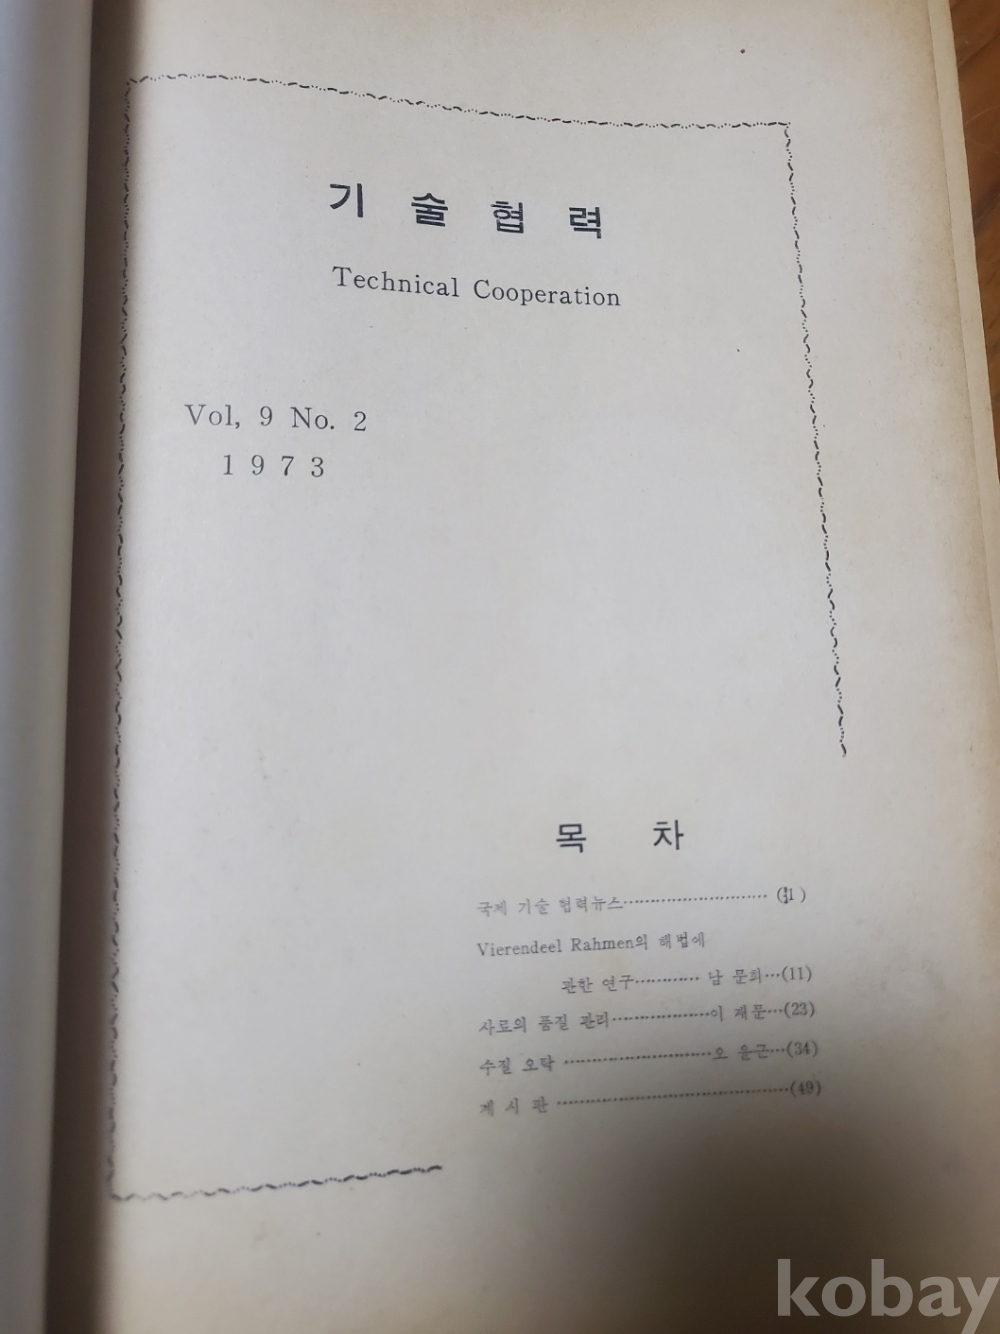 기 술 협 력
Technical Cooperation
Vol, 9 No. 2
1 9 7 3
목 차
국제 기술 협력뉴스························· (1)
Vierendeel Rahmen의 해법에
관한 연구············ 남 문희···(11)
사료의 품질 관리··················이 재문···(23)
수질 오탁 ···························오 윤근···(34)
게 시 판 ··········································(49)
kobay